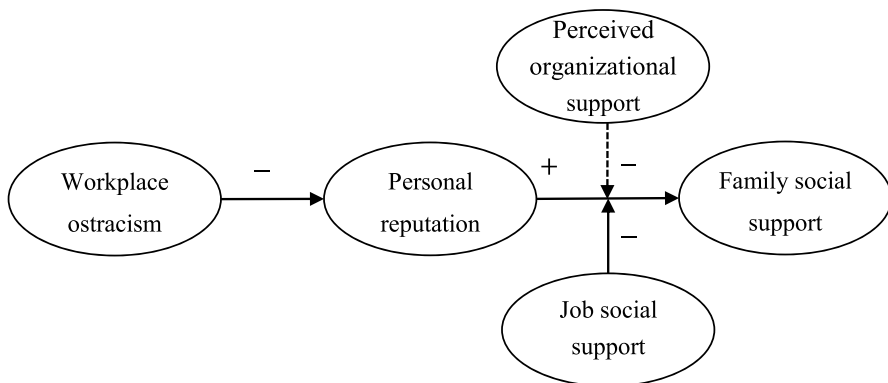 Perceived
organizational
support
Workplace
ostracism
−
Personal
reputation
+
−
Family social
support
−
Job social
support